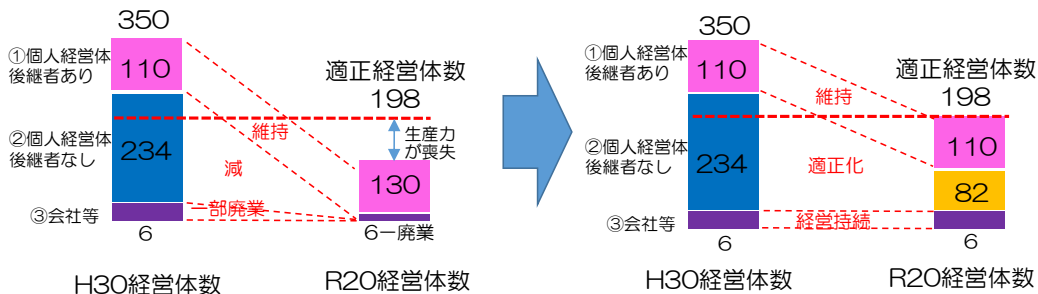 350
①個人経営体
後継者あり
110
②個人経営体
後継者なし
234
③会社等
6
H30経営体数
維持
減
一部廃業
適正経営体数
198
生産力
が喪失
130
6ー廃業
R20経営体数
350
①個人経営体
後継者あり
110
②個人経営体
後継者なし
234
③会社等
6
H30経営体数
維持
適正化
経営持続
適正経営体数
198
110
82
6
R20経営体数